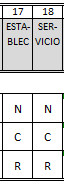 17 18
ESTA- SER-
BLEC VICIO
N N
C C
R R